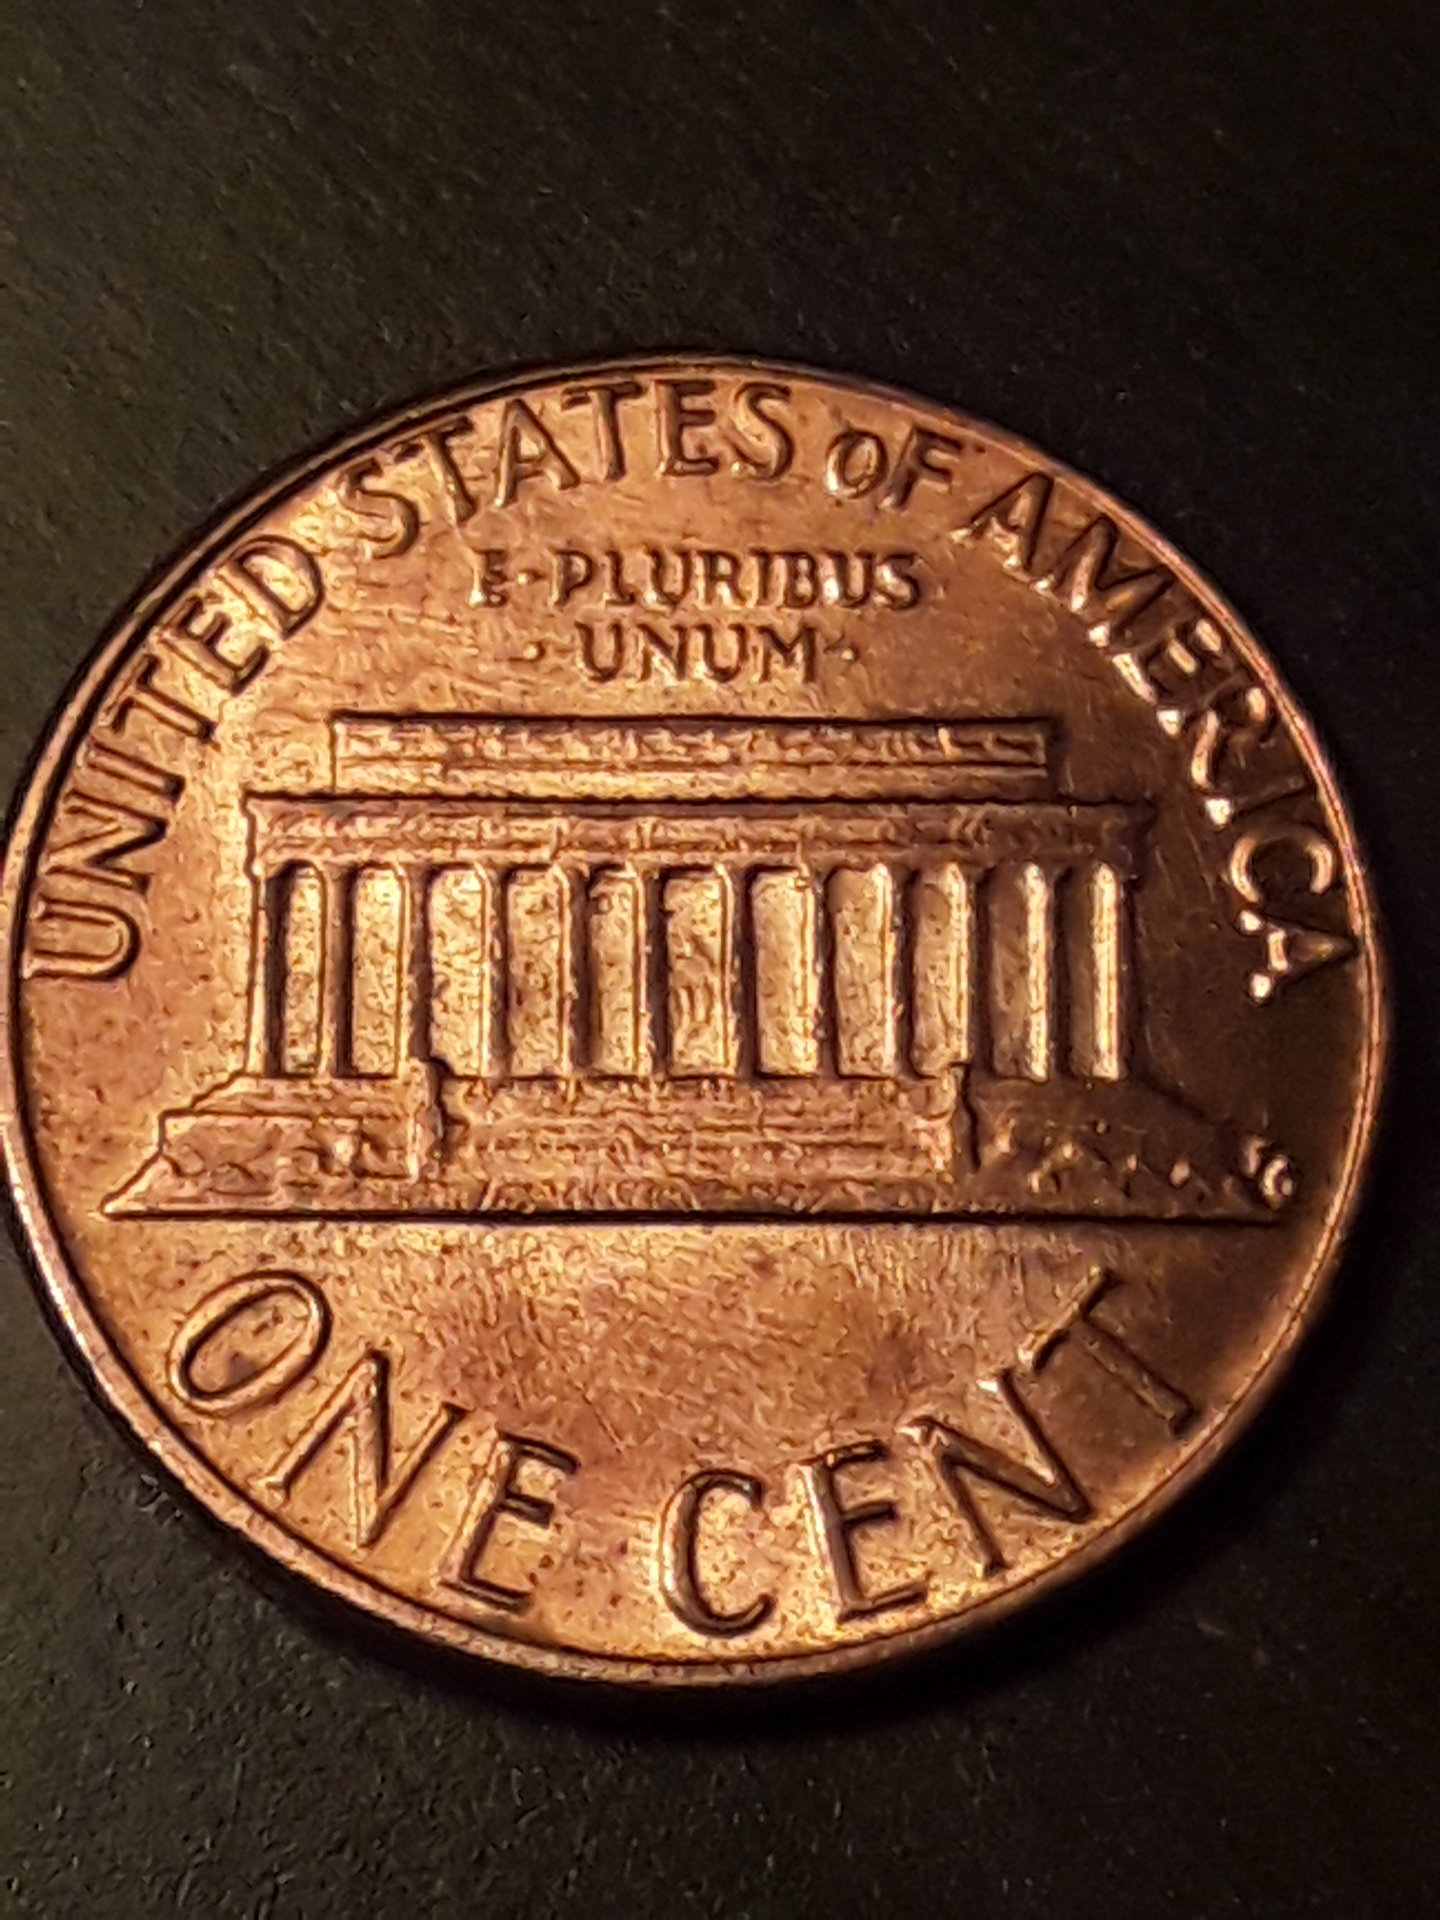 UNITED STATES OF AMERICA
E·PLURIBUS
·UNUM·
FG
ONE CENT